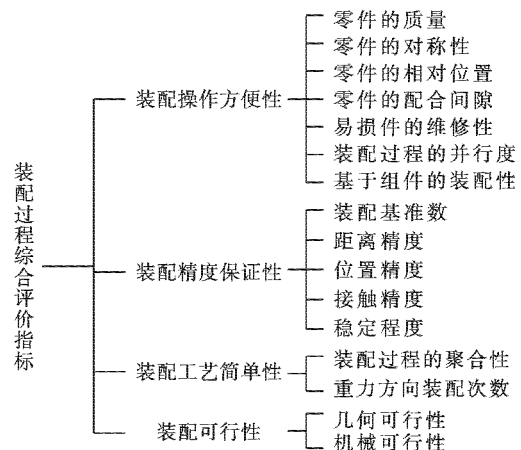 装配过程综合评价指标
装配操作方便性
零件的质量
零件的对称性
零件的相对位置
零件的配合间隙
易损件的维修性
装配过程的并行度
基于组件的装配性
装配精度保证性
装配基准数
距离精度
位置精度
接触精度
稳定程度
装配工艺简单性
装配过程的聚合性
重力方向装配次数
装配可行性
几何可行性
机械可行性